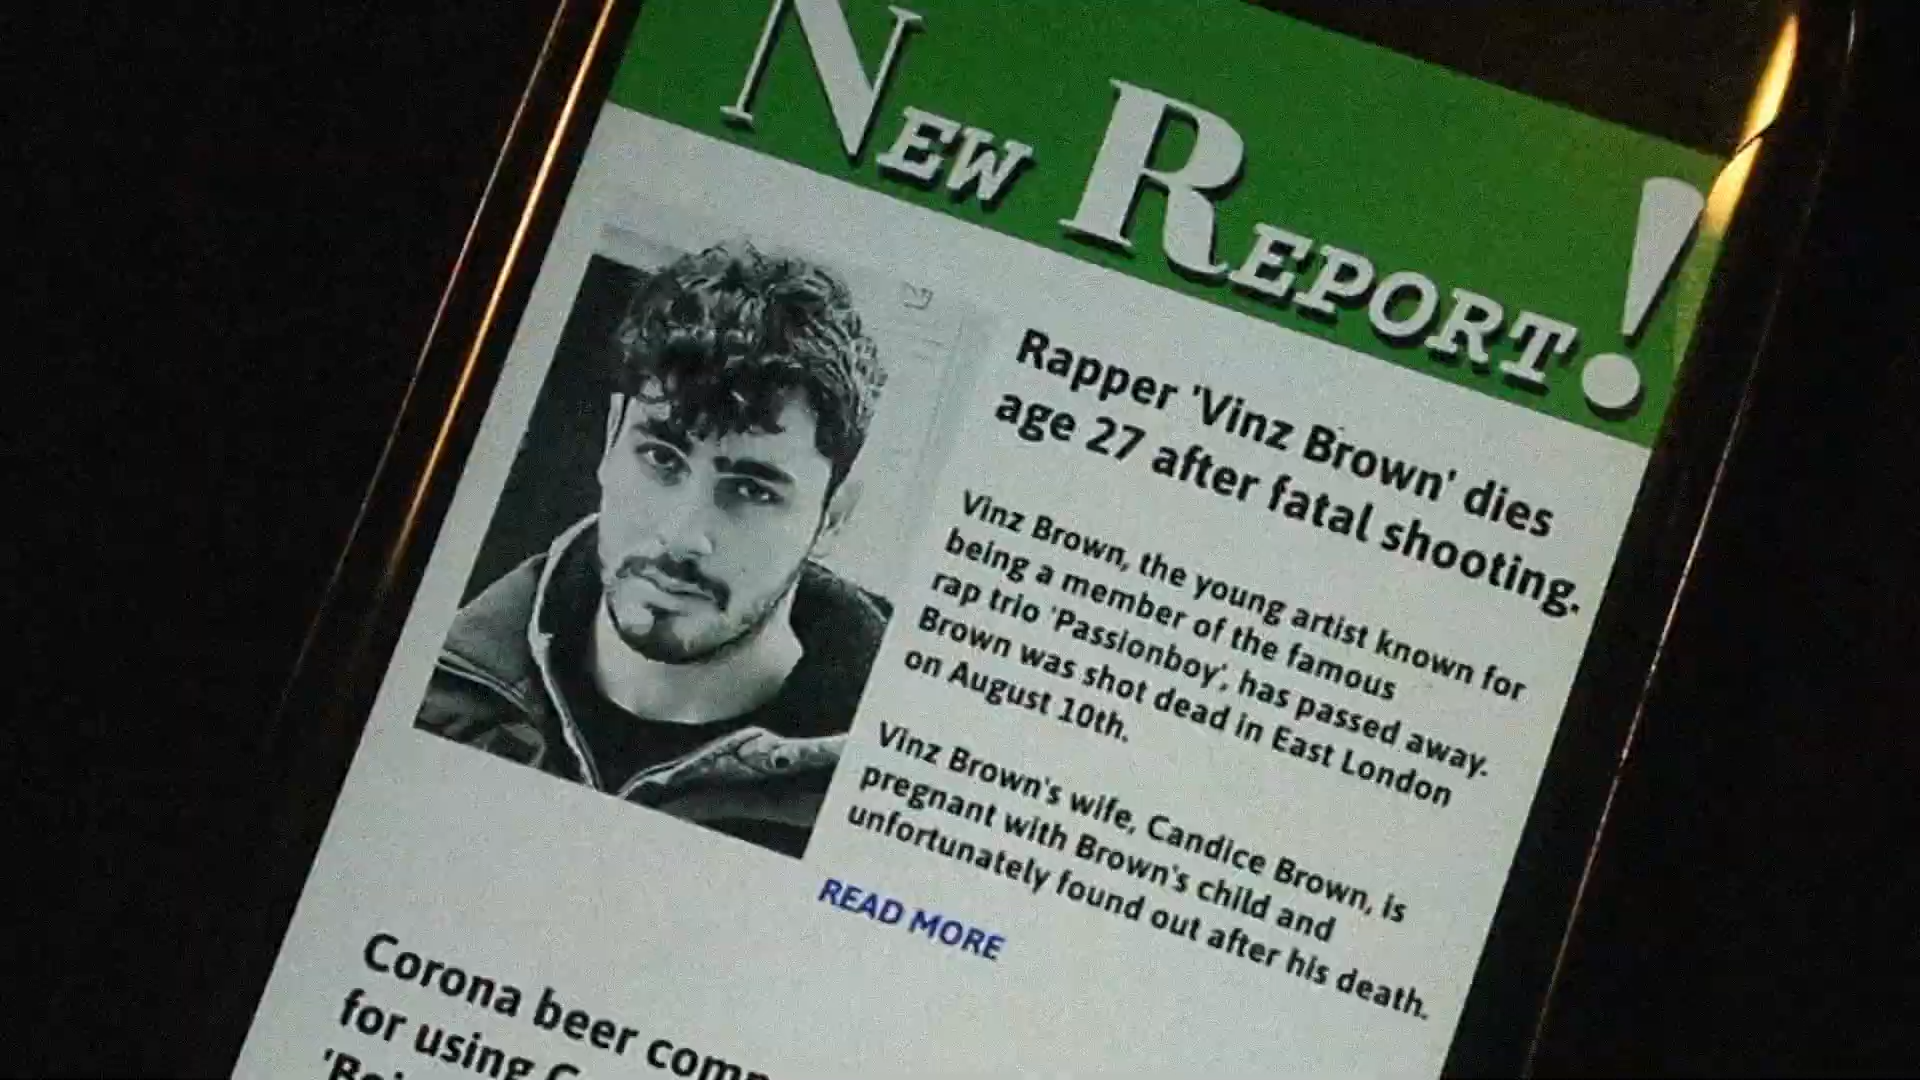 New Report!
Rapper 'Vinz Brown' dies
age 27 after fatal shooting.
Vinz Brown, the young artist known for
being a member of the famous
rap trio 'Passionboy', has passed away.
Brown was shot dead in East London
on August 10th.
Vinz Brown's wife, Candice Brown, is
pregnant with Brown's child and
unfortunately found out after his death.
READ MORE
Corona beer
for using